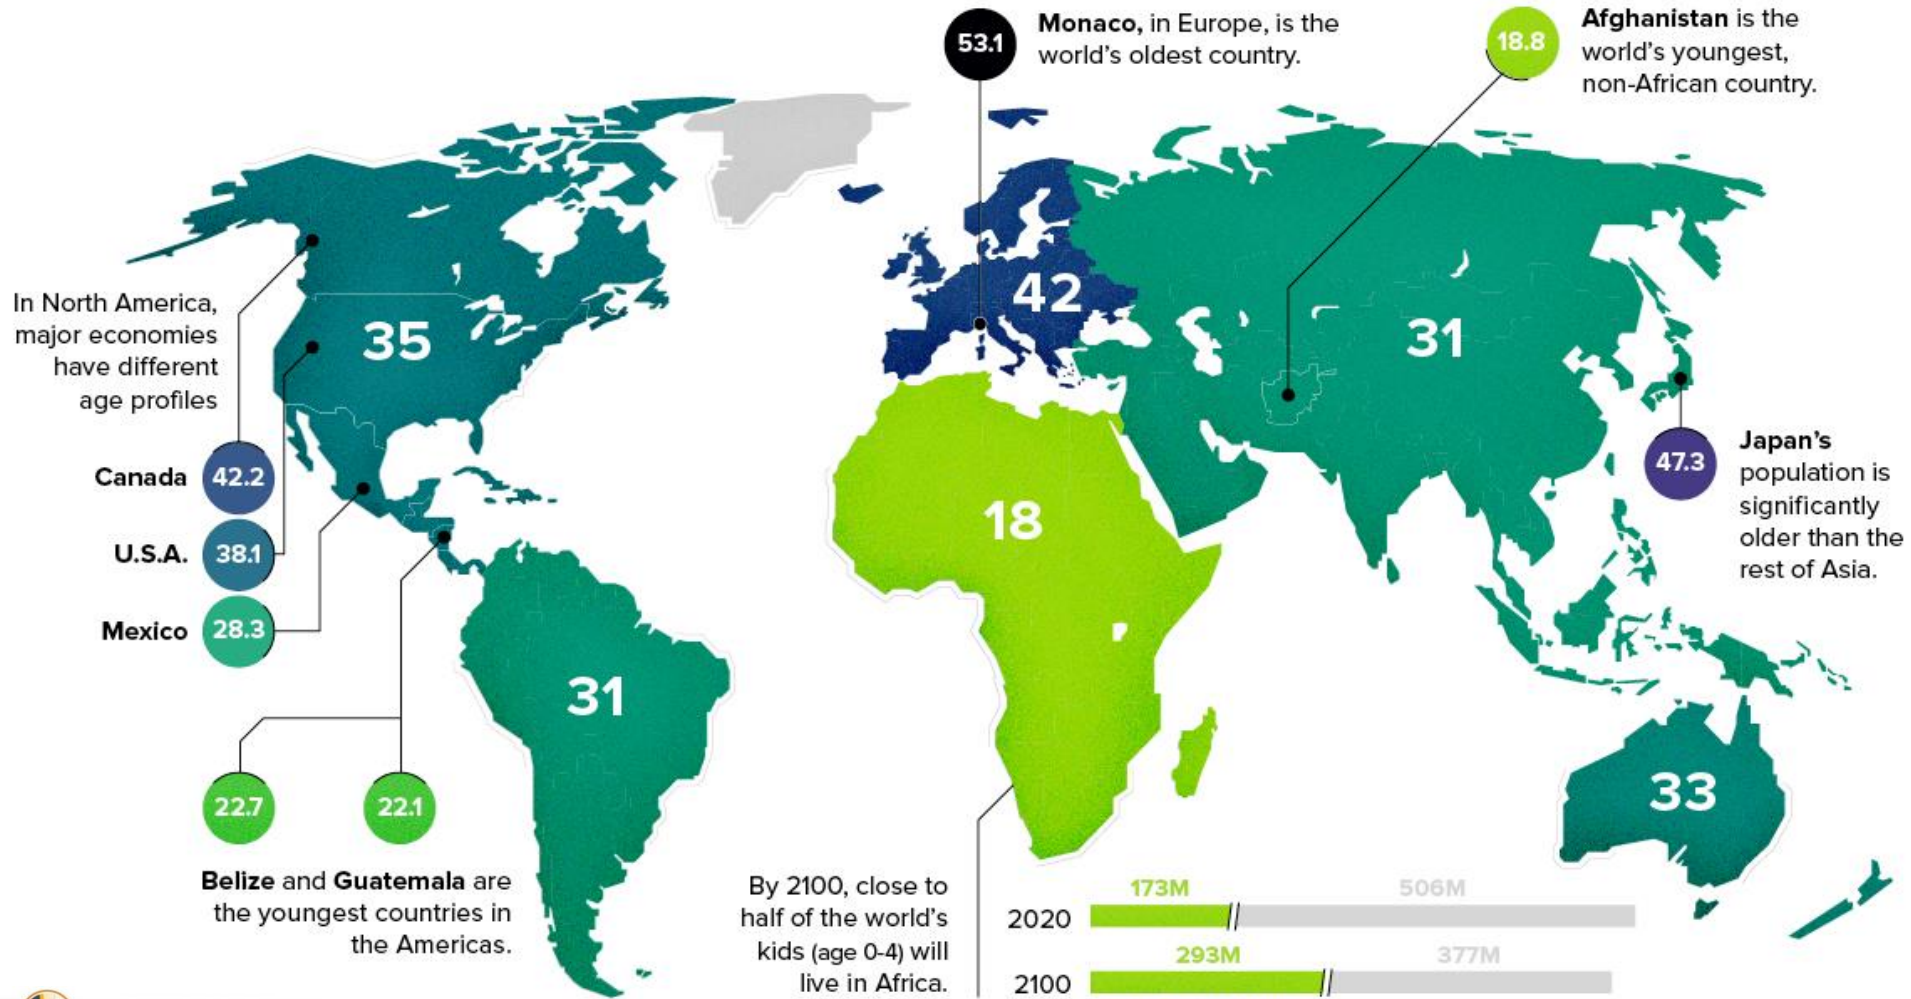 53.1
Monaco, in Europe, is the
world's oldest country.
18.8
Afghanistan is the
world's youngest,
non-African country.
In North America,
major economies
have different
age profiles
Canada 42.2
U.S.A. 38.1
Mexico 28.3
35
42
31
18
31
33
47.3
Japan's
population is
significantly
older than the
rest of Asia.
22.7
22.1
Belize and Guatemala are
the youngest countries in
the Americas.
By 2100, close to
half of the world's
kids (age 0-4) will
live in Africa.
173M 506M
2020
293M 377M
2100